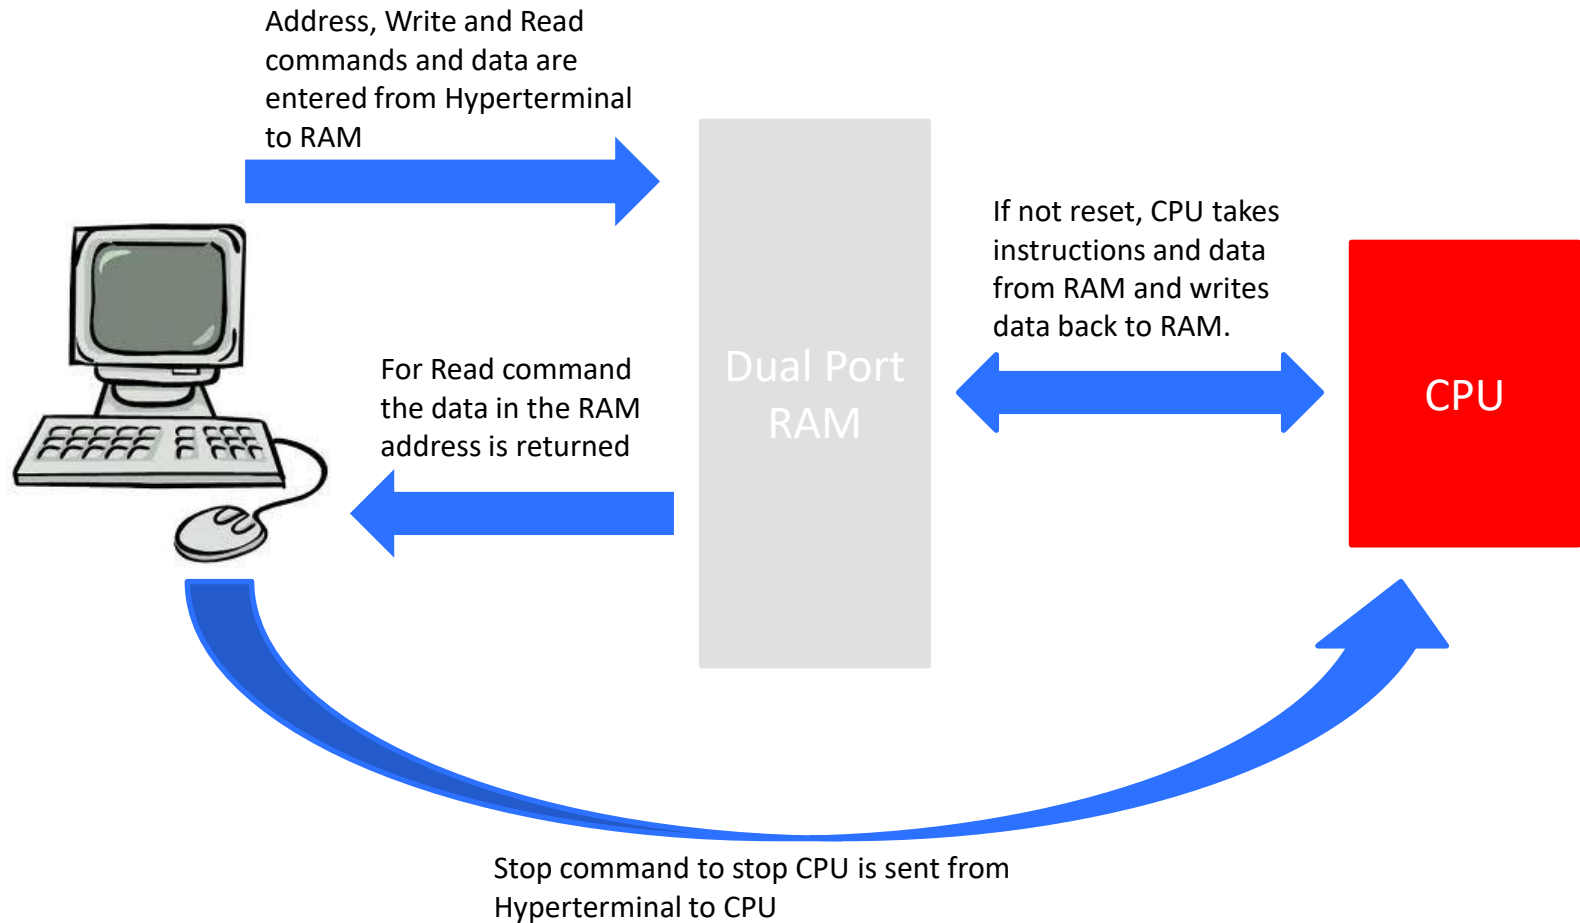 Address, Write and Read
commands and data are
entered from Hyperterminal
to RAM
If not reset, CPU takes
instructions and data
from RAM and writes
data back to RAM.
For Read command
the data in the RAM
address is returned
Dual Port
RAM
CPU
Stop command to stop CPU is sent from
Hyperterminal to CPU